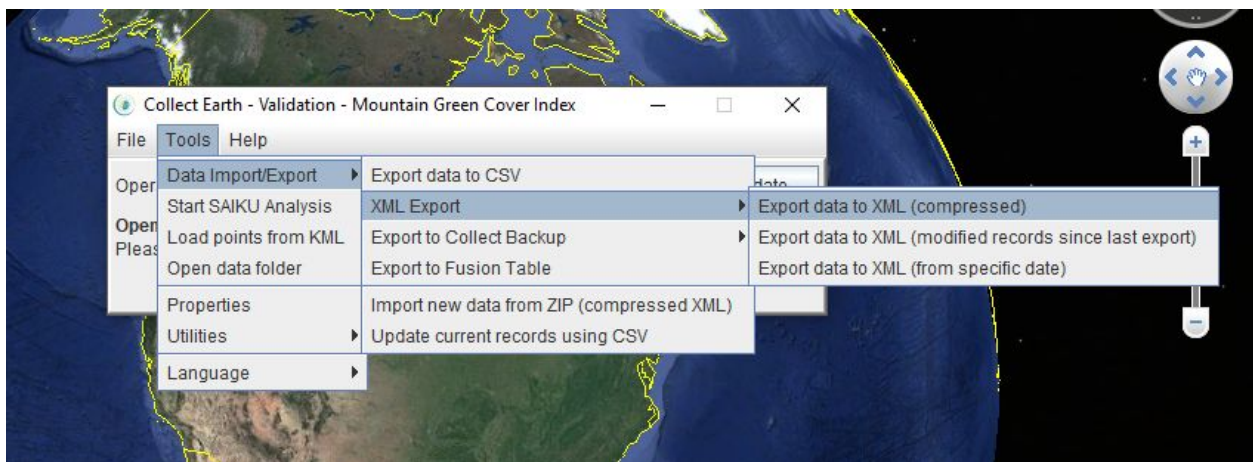 Collect Earth - Validation - Mountain Green Cover Index
File Tools Help
Data Import/Export
Start SAIKU Analysis
Load points from KML
Open data folder
Properties
Utilities
Language
Export data to CSV
XML Export
Export to Collect Backup
Export to Fusion Table
Import new data from ZIP (compressed XML)
Update current records using CSV
Export data to XML (compressed)
Export data to XML (modified records since last export)
Export data to XML (from specific date)
Oper
Open
Pleas